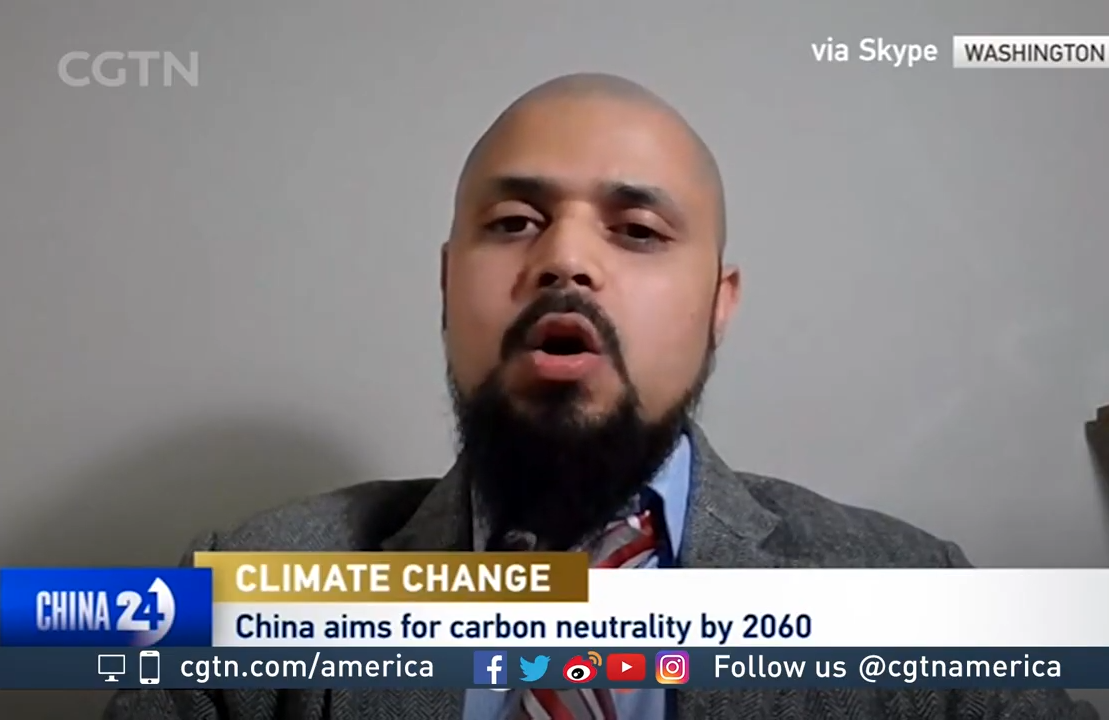 CGTN
via Skype WASHINGTON
CLIMATE CHANGE
CHINA 24
China aims for carbon neutrality by 2060
cgtn.com/america Follow us @cgtnamerica